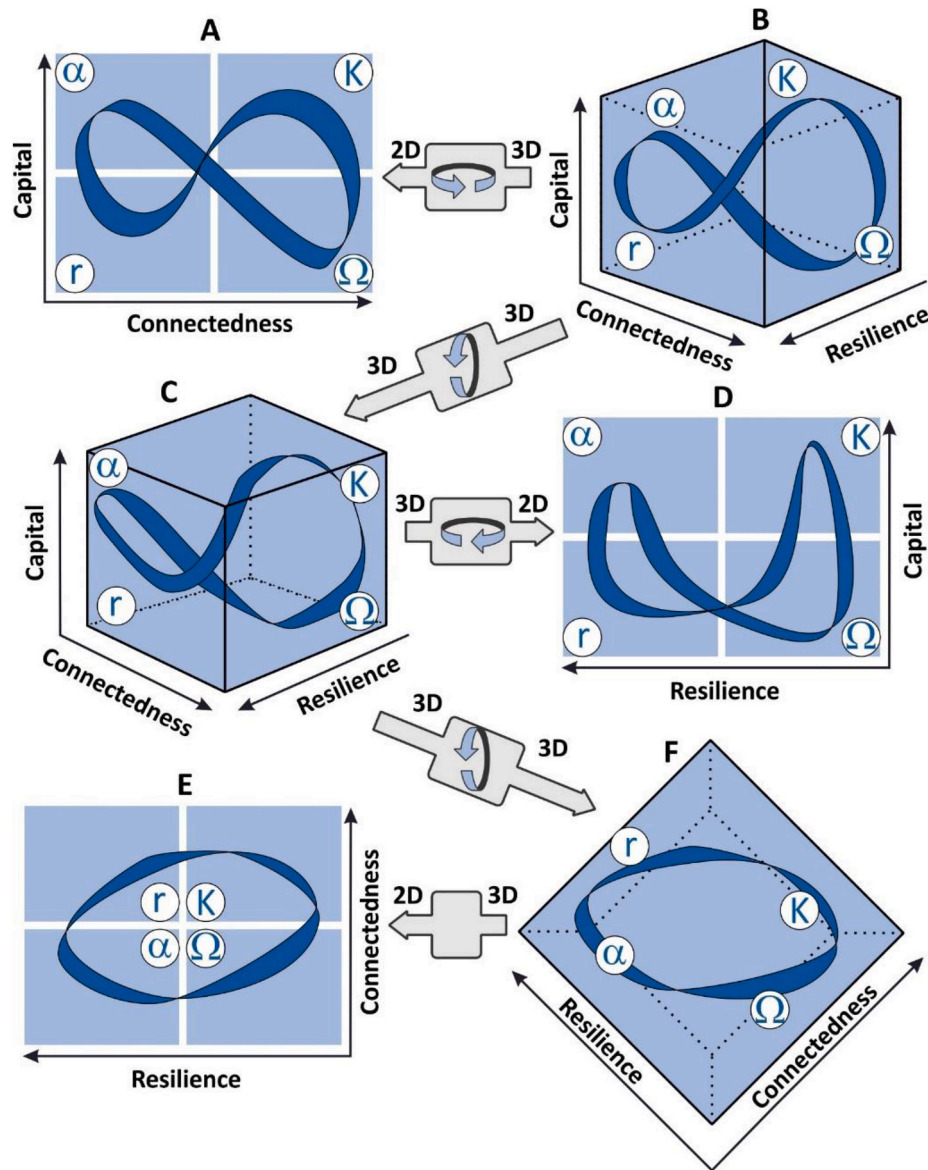 A
B
α
K
Capital
r
Ω
Connectedness
2D
3D
K
α
Capital
r
Ω
Connectedness
Resilience
3D
3D
C
α
K
Capital
r
Ω
Connectedness
Resilience
3D
2D
D
α
K
Capital
r
Ω
Resilience
3D
3D
E
r
K
α
Ω
Connectedness
Resilience
2D
3D
F
r
K
α
Ω
Resilience
Connectedness